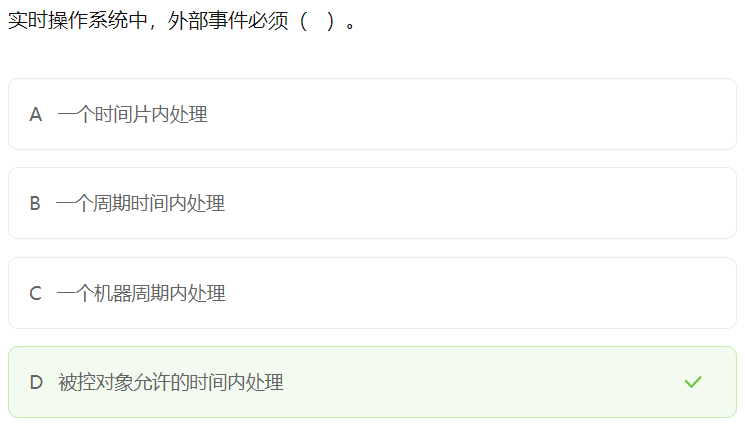 实时操作系统中，外部事件必须（　）。
A 一个时间片内处理
B 一个周期时间内处理
C 一个机器周期内处理
D 被控对象允许的时间内处理